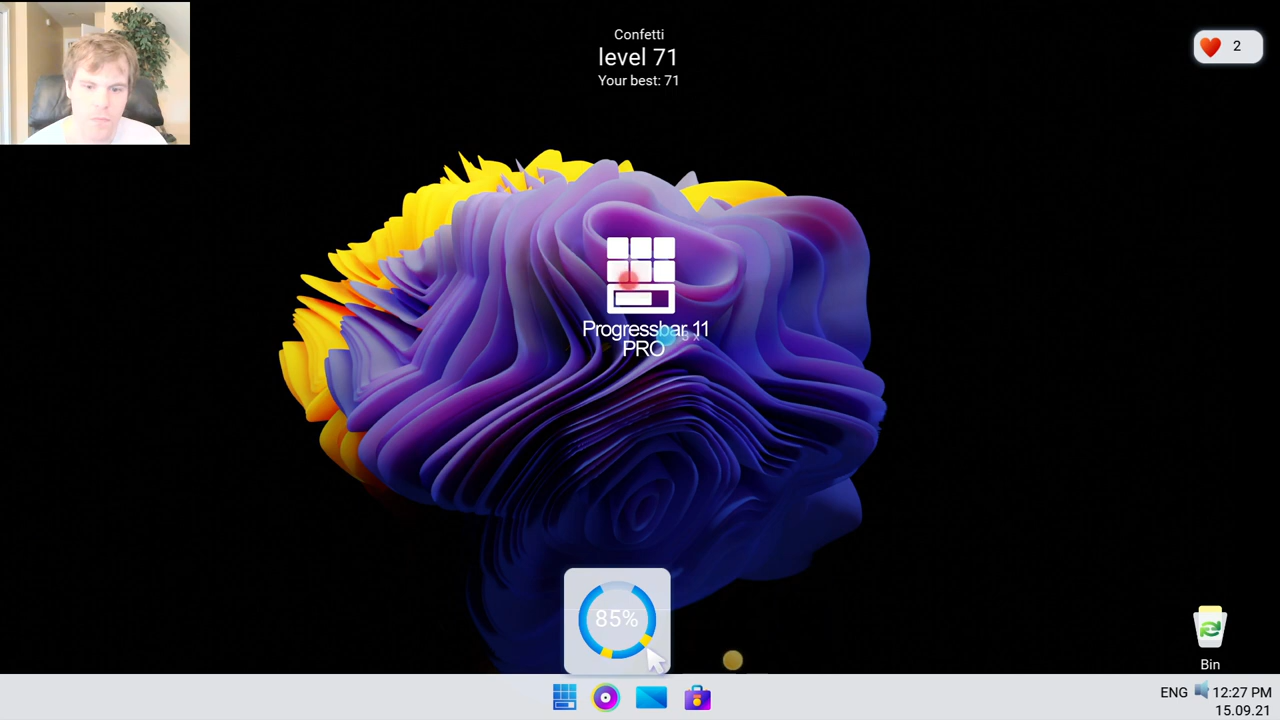 Confetti
level 71
Your best: 71
2
Progressbar 11
PRO
85%
Bin
ENG 12:27 PM
15.09.21